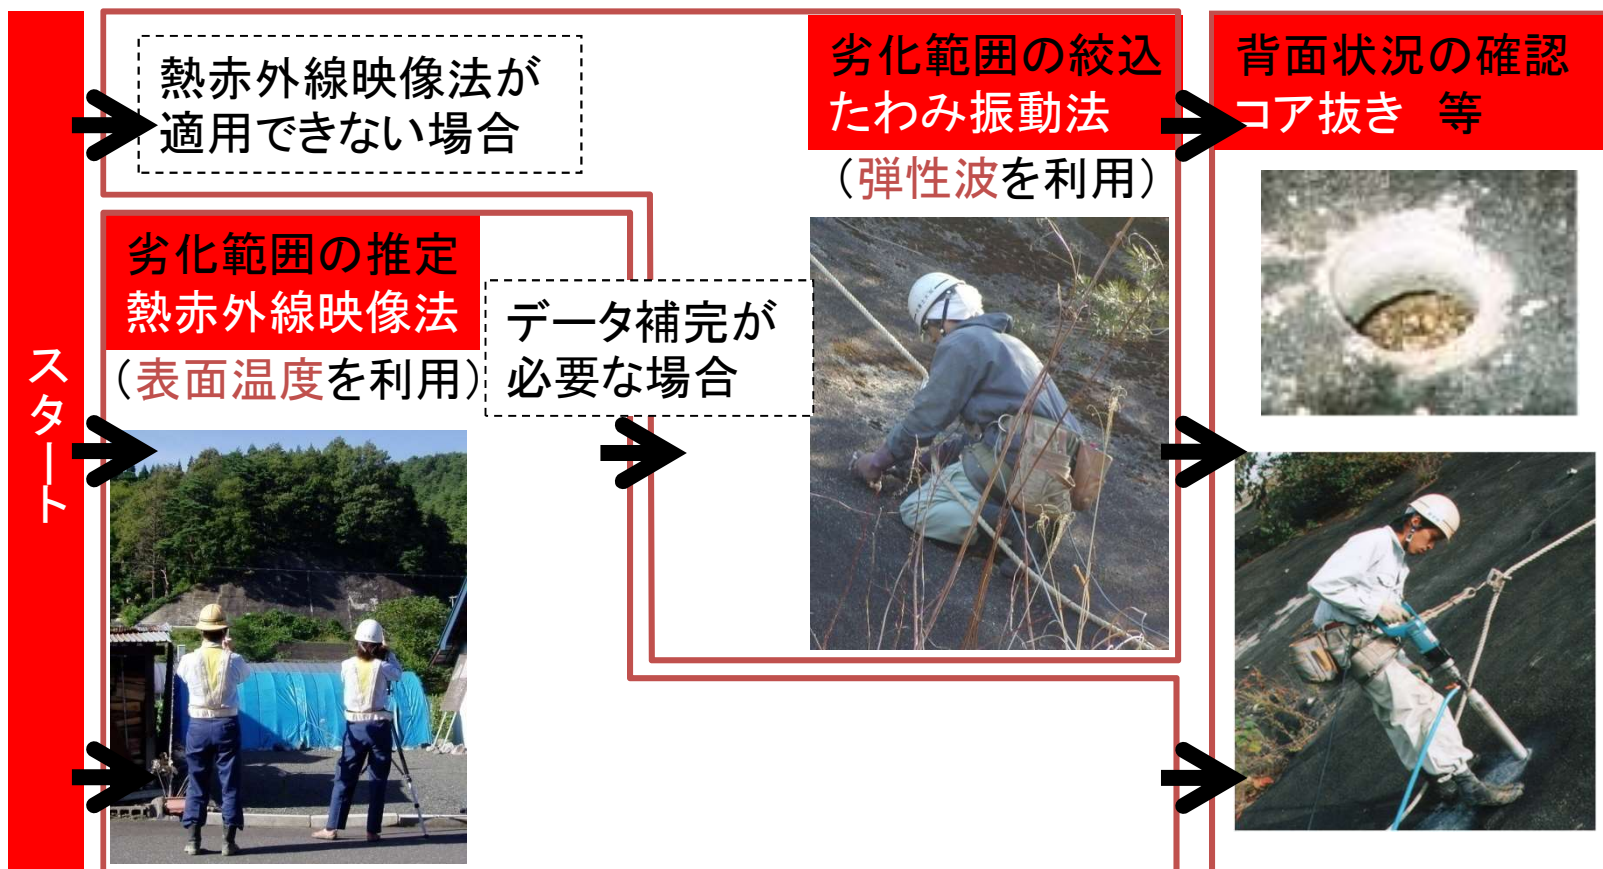 スタート
熱赤外線映像法が
適用できない場合
劣化範囲の推定
熱赤外線映像法
（表面温度を利用）
データ補完が
必要な場合
劣化範囲の絞込
たわみ振動法
（弾性波を利用）
背面状況の確認
コア抜き　等